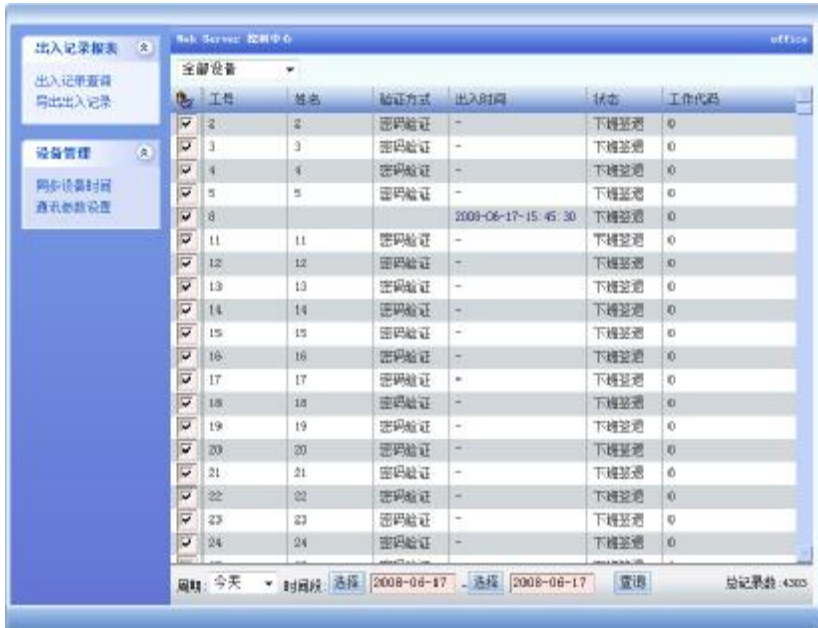 出入记录报表
出入记录查询
导出出入记录
设备管理
同步设备时间
通讯参数设置
Web Server 控制中心 office
全部设备
工号 姓名 验证方式 出入时间 状态 工作代码
2 2 密码验证 - 下班签退 0
3 3 密码验证 - 下班签退 0
4 4 密码验证 - 下班签退 0
5 5 密码验证 - 下班签退 0
8 2008-06-17-15:45:30 下班签退 0
11 11 密码验证 - 下班签退 0
12 12 密码验证 - 下班签退 0
13 13 密码验证 - 下班签退 0
14 14 密码验证 - 下班签退 0
15 15 密码验证 - 下班签退 0
16 16 密码验证 - 下班签退 0
17 17 密码验证 - 下班签退 0
18 18 密码验证 - 下班签退 0
19 19 密码验证 - 下班签退 0
20 20 密码验证 - 下班签退 0
21 21 密码验证 - 下班签退 0
22 22 密码验证 - 下班签退 0
23 23 密码验证 - 下班签退 0
24 24 密码验证 - 下班签退 0
周期: 今天 时间段: 选择 2008-06-17 - 选择 2008-06-17 查询 总记录数:4303